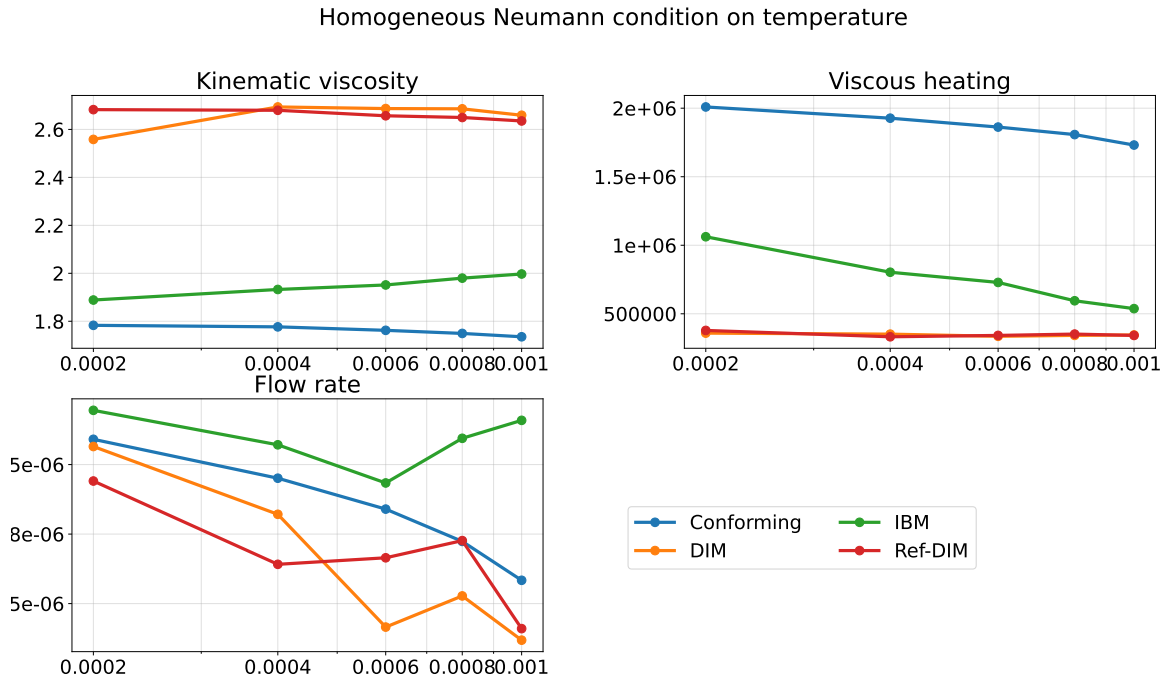 Homogeneous Neumann condition on temperature
Kinematic viscosity
2.6
2.4
2.2
2
1.8
0.0002
0.0004
0.0006
0.0008
0.001
Viscous heating
2e+06
1.5e+06
1e+06
500000
0.0002
0.0004
0.0006
0.0008
0.001
Flow rate
5e-06
8e-06
5e-06
0.0002
0.0004
0.0006
0.0008
0.001
Conforming
DIM
IBM
Ref-DIM